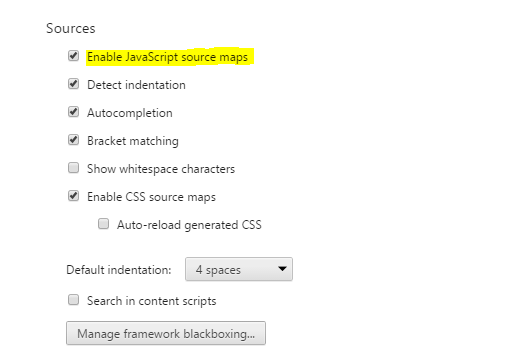 Sources
Enable JavaScript source maps
Detect indentation
Autocompletion
Bracket matching
Show whitespace characters
Enable CSS source maps
Auto-reload generated CSS
Default indentation: 4 spaces
Search in content scripts
Manage framework blackboxing...